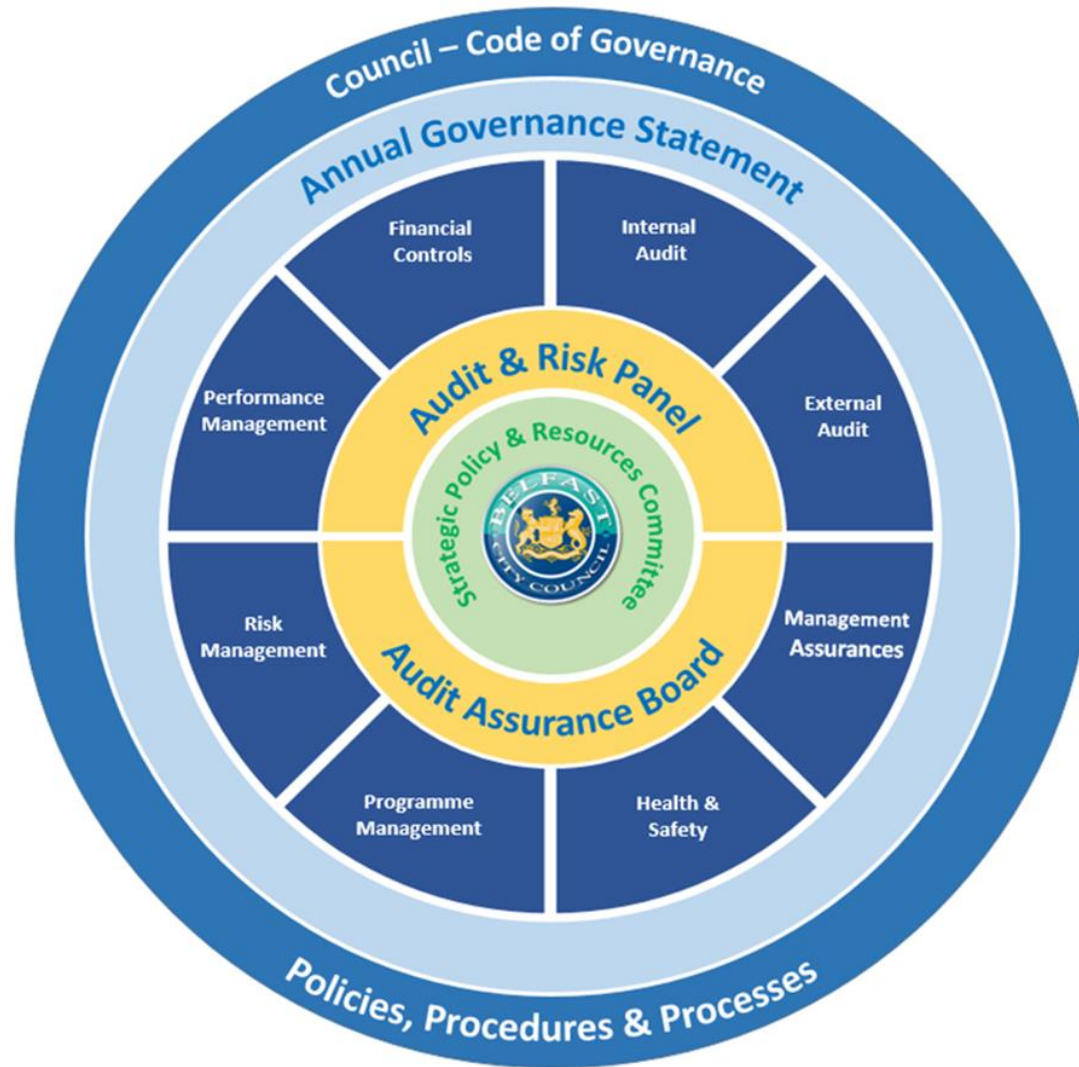 Council – Code of Governance
Annual Governance Statement
Financial
Controls
Internal
Audit
Performance
Management
External
Audit
Audit & Risk Panel
Strategic Policy & Resources Committee
BELFAST
CITY COUNCIL
Risk
Management
Management
Assurances
Audit Assurance Board
Programme
Management
Health &
Safety
Policies, Procedures & Processes